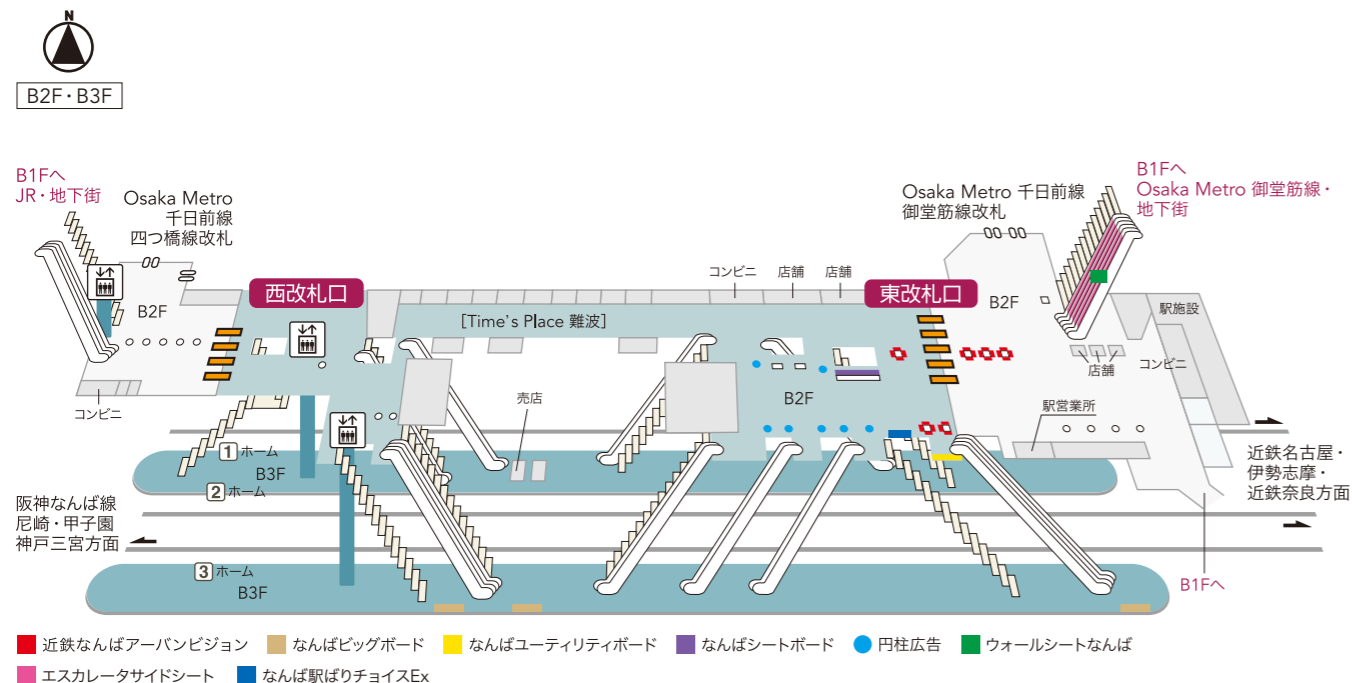 N
B2F・B3F
B1Fへ
JR・地下街
Osaka Metro
千日前線
四つ橋線改札
Osaka Metro 千日前線
御堂筋線改札
B1Fへ
Osaka Metro 御堂筋線・
地下街
西改札口
コンビニ
店舗
店舗
東改札口
B2F
B2F
駅施設
[Time's Place 難波]
店舗
コンビニ
コンビニ
売店
B2F
駅営業所
1 ホーム
B3F
2 ホーム
近鉄名古屋・
伊勢志摩・
近鉄奈良方面
阪神なんば線
尼崎・甲子園
神戸三宮方面
3 ホーム
B3F
B1Fへ
近鉄なんばアーバンビジョン
なんばビッグボード
なんばユーティリティボード
なんばシートボード
円柱広告
ウォールシートなんば
エスカレータサイドシート
なんば駅ばりチョイスEx